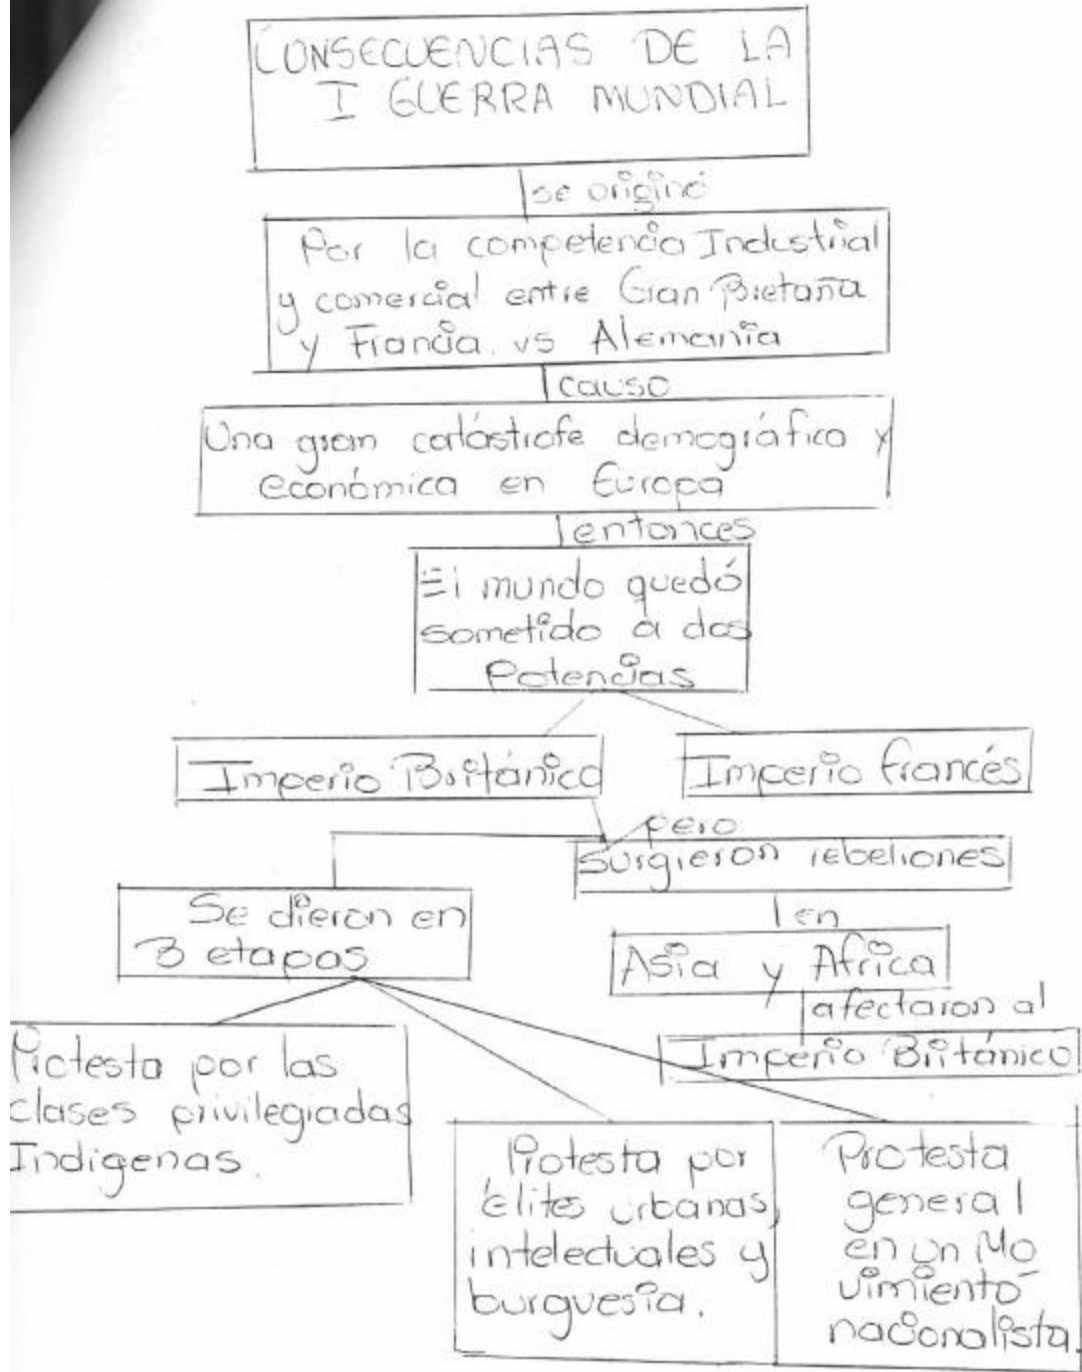 CONSECUENCIAS DE LA
I GUERRA MUNDIAL
se originó
Por la competencia Industrial
y comercial entre Gran Bretaña
y Francia. vs Alemania
causo
Una gran catástrofe demográfica y
económica en Europa
entonces
El mundo quedó
sometido a dos
Potencias
Imperio Británico
Imperio francés
pero
surgieron rebeliones
Se dieron en
3 etapas
en
Asia y Africa
afectaron al
Imperio Británico
Protesta por las
clases privilegiadas
Indigenas.
Protesta por
élites urbanas,
intelectuales y
burguesia.
Protesta
general
en un Mo
vimiento
nacionalista.